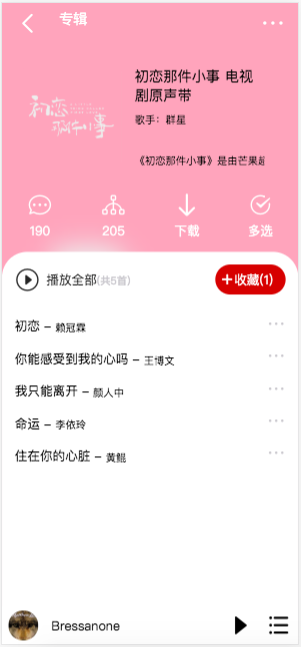 专辑
初恋那件小事
初恋那件小事 电视
剧原声带
歌手：群星
《初恋那件小事》是由芒果超
190
205
下载
多选
播放全部(共5首)
+收藏(1)
初恋 - 赖冠霖
你能感受到我的心吗 - 王博文
我只能离开 - 颜人中
命运 - 李依玲
住在你的心脏 - 黄鲲
Bressanone